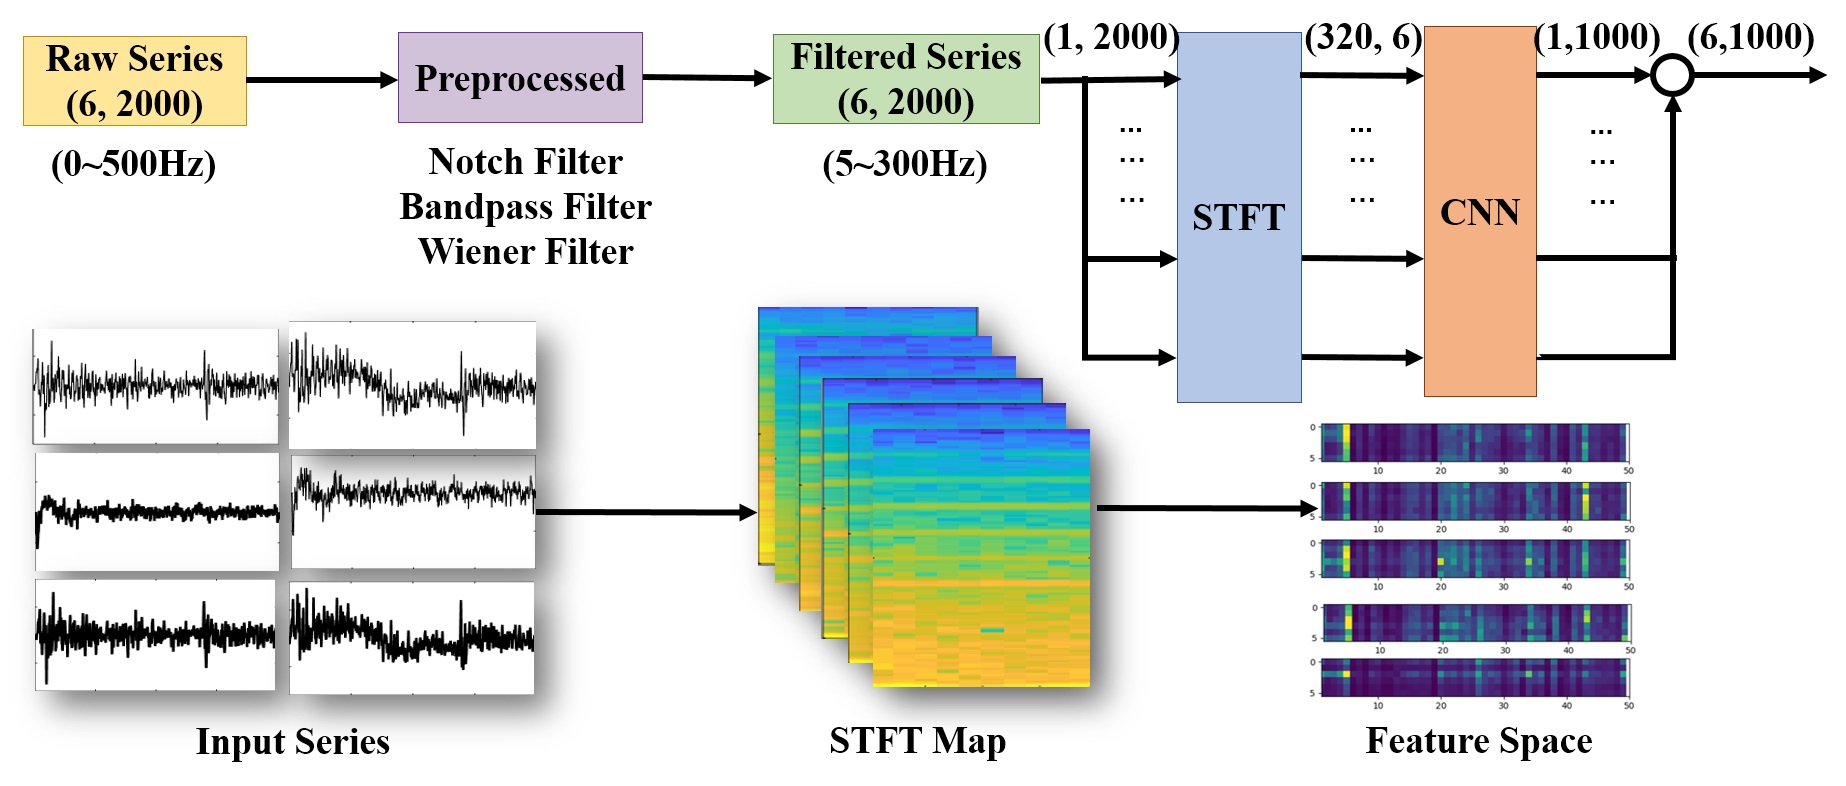 Raw Series
(6, 2000)
(0~500Hz)
Preprocessed
Notch Filter
Bandpass Filter
Wiener Filter
Filtered Series
(6, 2000)
(5~300Hz)
(1, 2000)
...
...
...
STFT
(320, 6)
...
...
...
CNN
(1,1000)
...
...
...
(6,1000)
Input Series
STFT Map
0
5
10 20 30 40 50
0
5
10 20 30 40 50
0
5
10 20 30 40 50
0
5
10 20 30 40 50
0
5
10 20 30 40 50
Feature Space